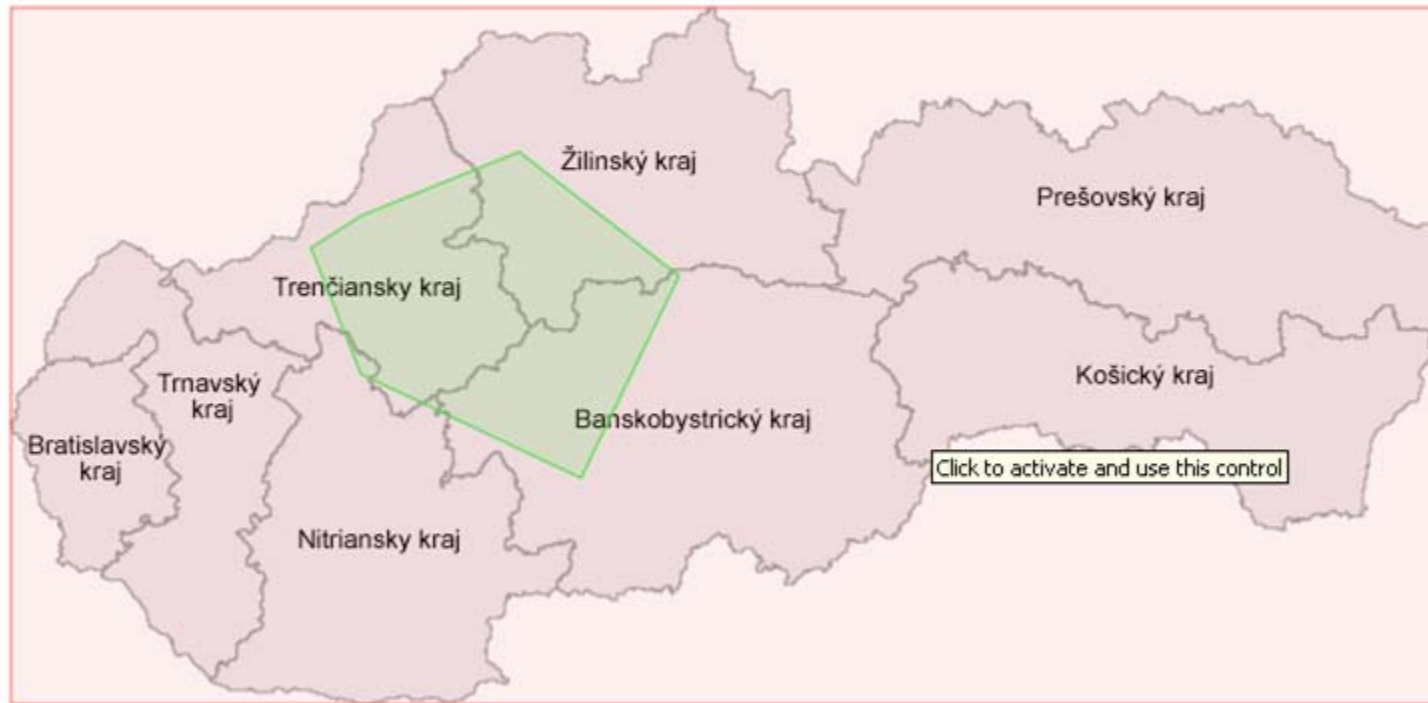 Žilinský kraj
Prešovský kraj
Trenčiansky kraj
Košický kraj
Trnavský
kraj
Banskobystrický kraj
Bratislavský
kraj
Click to activate and use this control
Nitriansky kraj